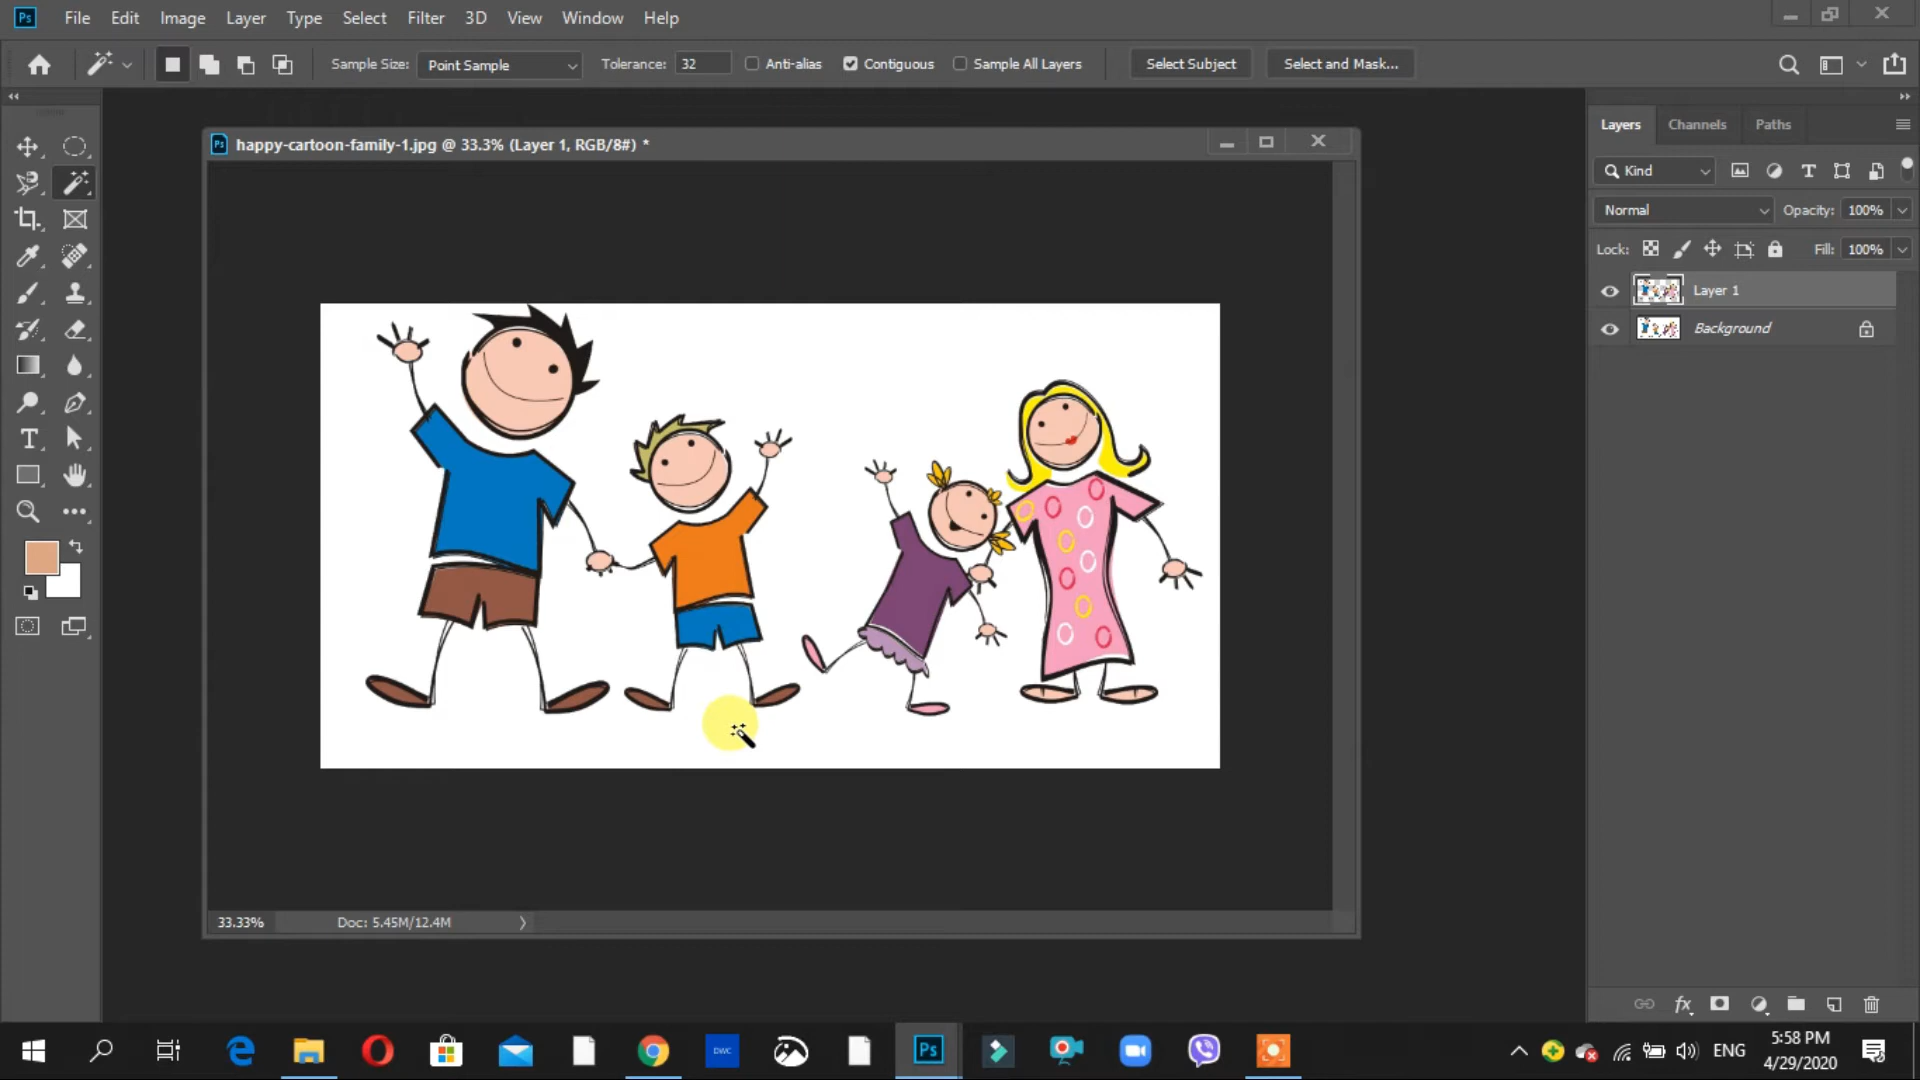 Ps File Edit Image Layer Type Select Filter 3D View Window Help
Sample Size: Point Sample Tolerance: 32 Anti-alias Contiguous Sample All Layers Select Subject Select and Mask...
Ps happy-cartoon-family-1.jpg @ 33.3% (Layer 1, RGB/8#) *
Layers Channels Paths
Kind
Normal Opacity: 100%
Lock: Fill: 100%
Layer 1
Background
33.33% Doc: 5.45M/12.4M
DWC Ps ENG
5:58 PM
4/29/2020